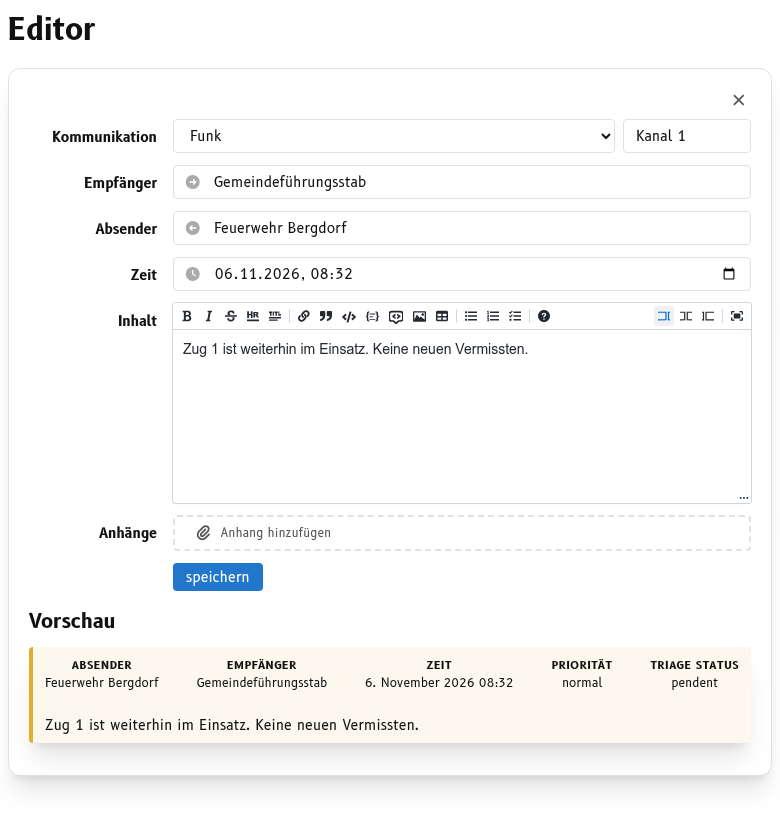 Editor
Kommunikation Funk Kanal 1
Empfänger Gemeindeführungsstab
Absender Feuerwehr Bergdorf
Zeit 06.11.2026, 08:32
Inhalt B I S HR TITL
Zug 1 ist weiterhin im Einsatz. Keine neuen Vermissten.
Anhänge Anhang hinzufügen
speichern
Vorschau
ABSENDER EMPFÄNGER ZEIT PRIORITÄT TRIAGE STATUS
Feuerwehr Bergdorf Gemeindeführungsstab 6. November 2026 08:32 normal pendent
Zug 1 ist weiterhin im Einsatz. Keine neuen Vermissten.